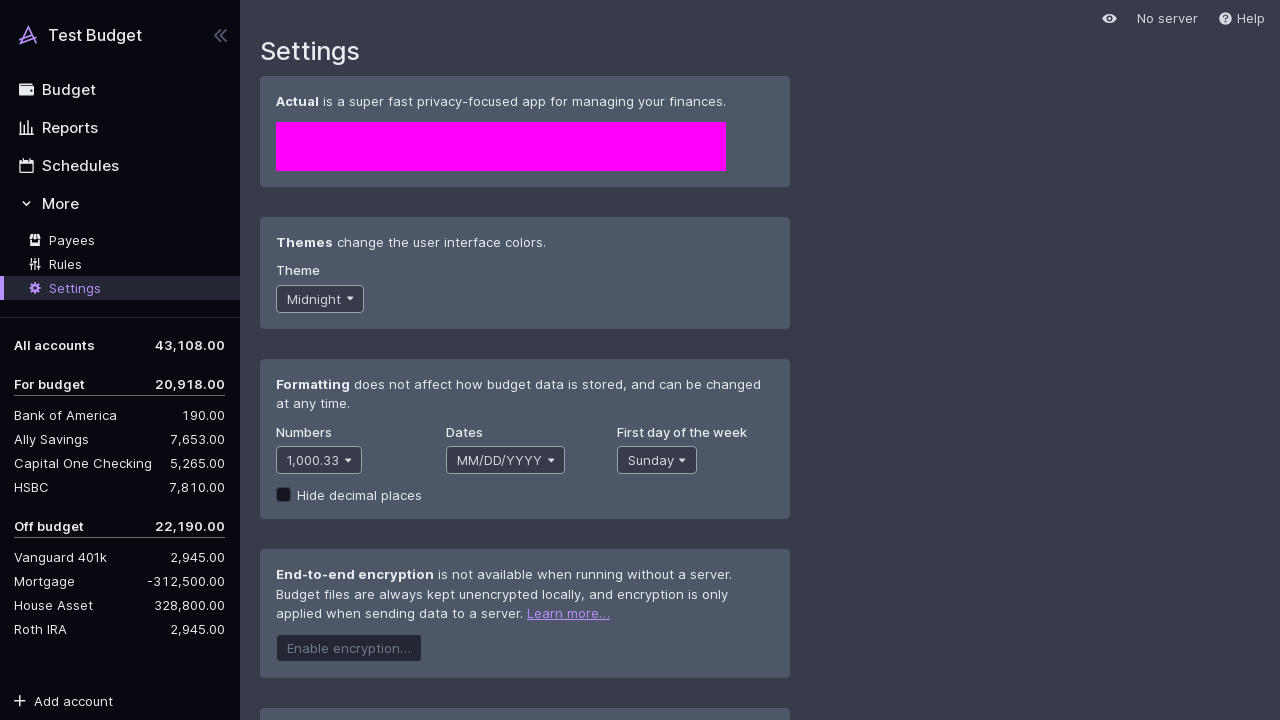 Test Budget
Budget
Reports
Schedules
More
Payees
Rules
Settings
All accounts 43,108.00
For budget 20,918.00
Bank of America 190.00
Ally Savings 7,653.00
Capital One Checking 5,265.00
HSBC 7,810.00
Off budget 22,190.00
Vanguard 401k 2,945.00
Mortgage -312,500.00
House Asset 328,800.00
Roth IRA 2,945.00
Add account
No server Help
Settings
Actual is a super fast privacy-focused app for managing your finances.
Themes change the user interface colors.
Theme
Midnight
Formatting does not affect how budget data is stored, and can be changed
at any time.
Numbers Dates First day of the week
1,000.33 MM/DD/YYYY Sunday
Hide decimal places
End-to-end encryption is not available when running without a server.
Budget files are always kept unencrypted locally, and encryption is only
applied when sending data to a server. Learn more…
Enable encryption…